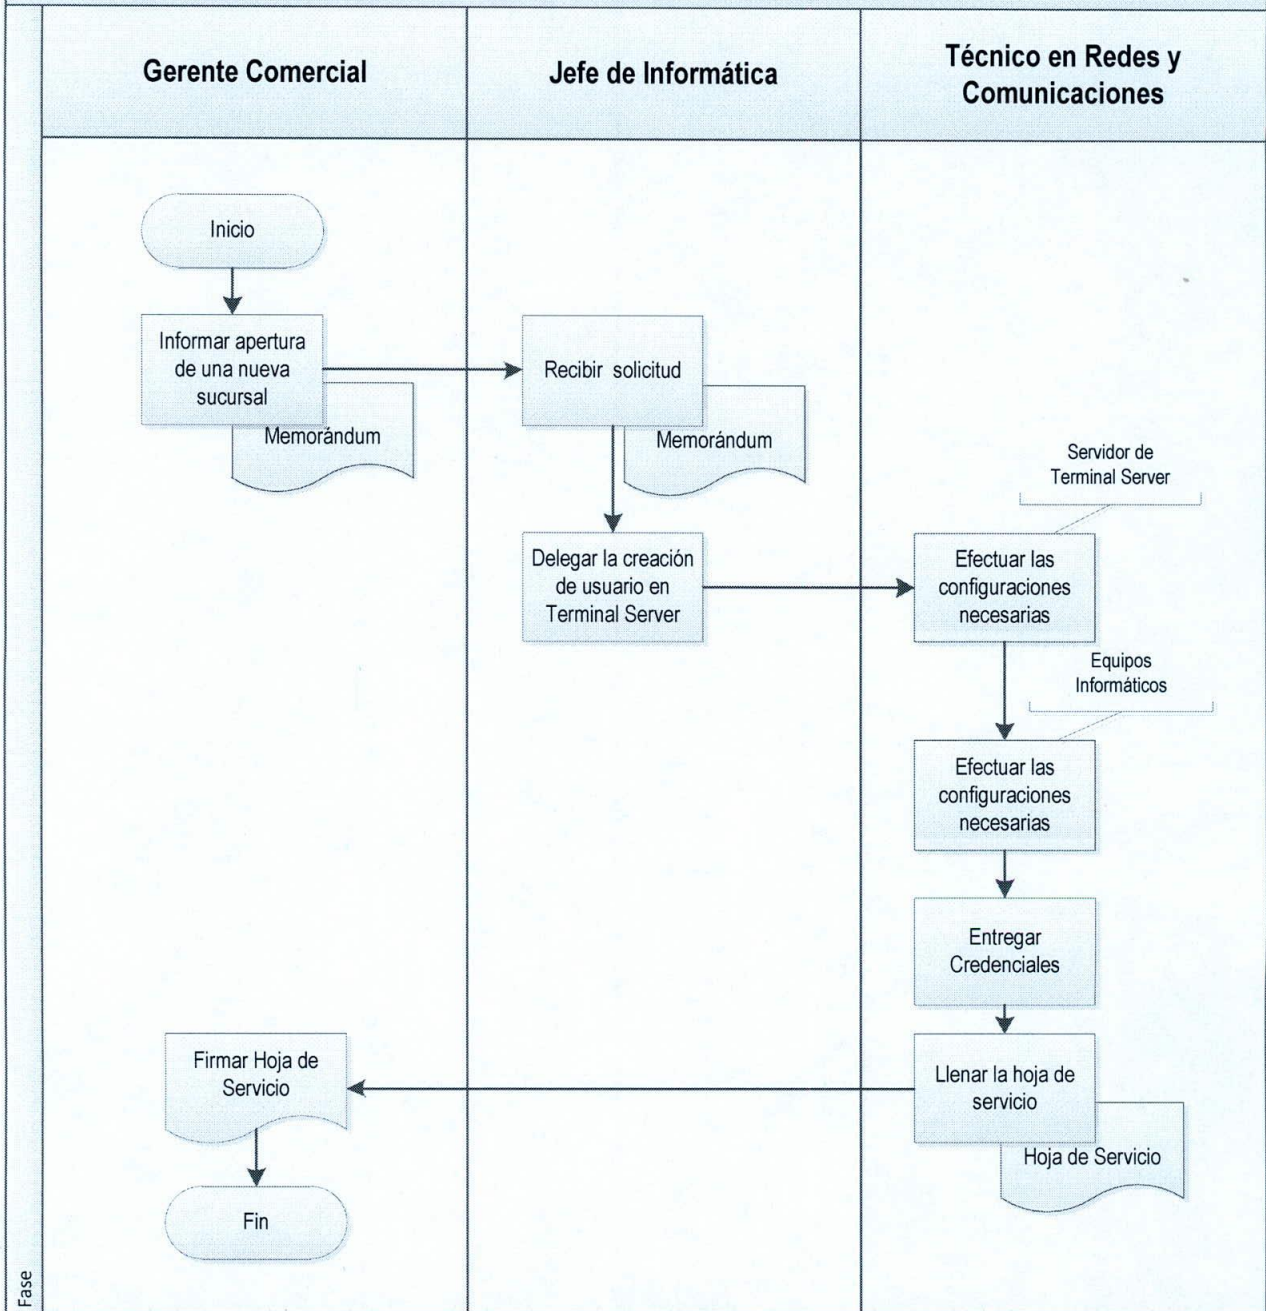 Gerente Comercial
Jefe de Informática
Técnico en Redes y
Comunicaciones
Inicio
Informar apertura
de una nueva
sucursal
Memorándum
Recibir solicitud
Memorándum
Servidor de
Terminal Server
Delegar la creación
de usuario en
Terminal Server
Efectuar las
configuraciones
necesarias
Equipos
Informáticos
Efectuar las
configuraciones
necesarias
Entregar
Credenciales
Llenar la hoja de
servicio
Hoja de Servicio
Firmar Hoja de
Servicio
Fin
Fase